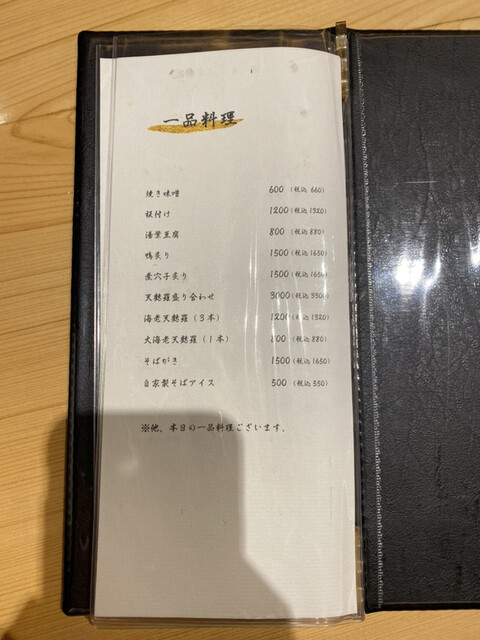 一品料理
焼き味噌 600 (税込 660)
板付け 1200 (税込 1320)
湯葉豆腐 800 (税込 880)
鴨炙り 1500 (税込 1650)
煮穴子炙り 1500 (税込 1650)
天麩羅盛り合わせ 3000 (税込 3300)
海老天麩羅 (3本) 1200 (税込 1320)
大海老天麩羅 (1本) 800 (税込 880)
そばがき 1500 (税込 1650)
自家製そばアイス 500 (税込 550)
※他、本日の一品料理ございます。